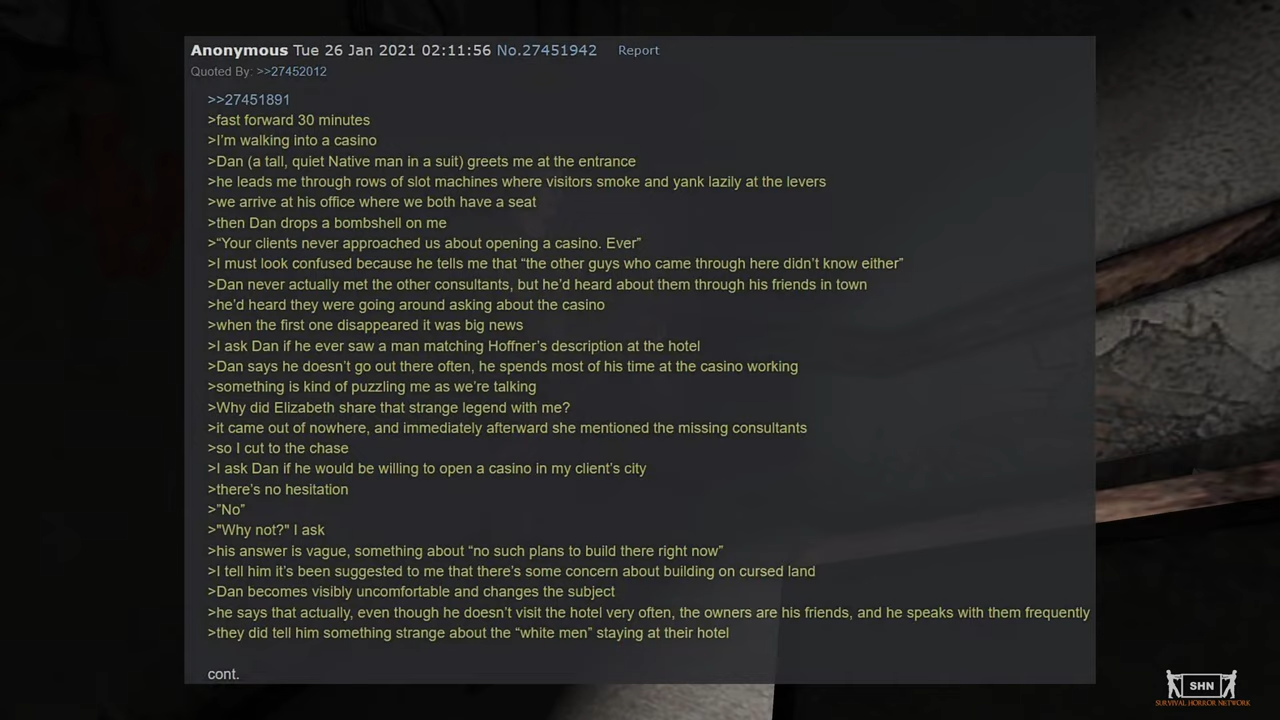 Anonymous Tue 26 Jan 2021 02:11:56 No.27451942 Report
Quoted By: >>27452012
>>27451891
>fast forward 30 minutes
>I’m walking into a casino
>Dan (a tall, quiet Native man in a suit) greets me at the entrance
>he leads me through rows of slot machines where visitors smoke and yank lazily at the levers
>we arrive at his office where we both have a seat
>then Dan drops a bombshell on me
>“Your clients never approached us about opening a casino. Ever”
>I must look confused because he tells me that “the other guys who came through here didn’t know either”
>Dan never actually met the other consultants, but he’d heard about them through his friends in town
>he’d heard they were going around asking about the casino
>when the first one disappeared it was big news
>I ask Dan if he ever saw a man matching Hoffner’s description at the hotel
>Dan says he doesn’t go out there often, he spends most of his time at the casino working
>something is kind of puzzling me as we’re talking
>Why did Elizabeth share that strange legend with me?
>it came out of nowhere, and immediately afterward she mentioned the missing consultants
>so I cut to the chase
>I ask Dan if he would be willing to open a casino in my client’s city
>there’s no hesitation
>”No”
>"Why not?" I ask
>his answer is vague, something about “no such plans to build there right now”
>I tell him it’s been suggested to me that there’s some concern about building on cursed land
>Dan becomes visibly uncomfortable and changes the subject
>he says that actually, even though he doesn’t visit the hotel very often, the owners are his friends, and he speaks with them frequently
>they did tell him something strange about the “white men” staying at their hotel
cont.
SHN
SURVIVAL HORROR NETWORK